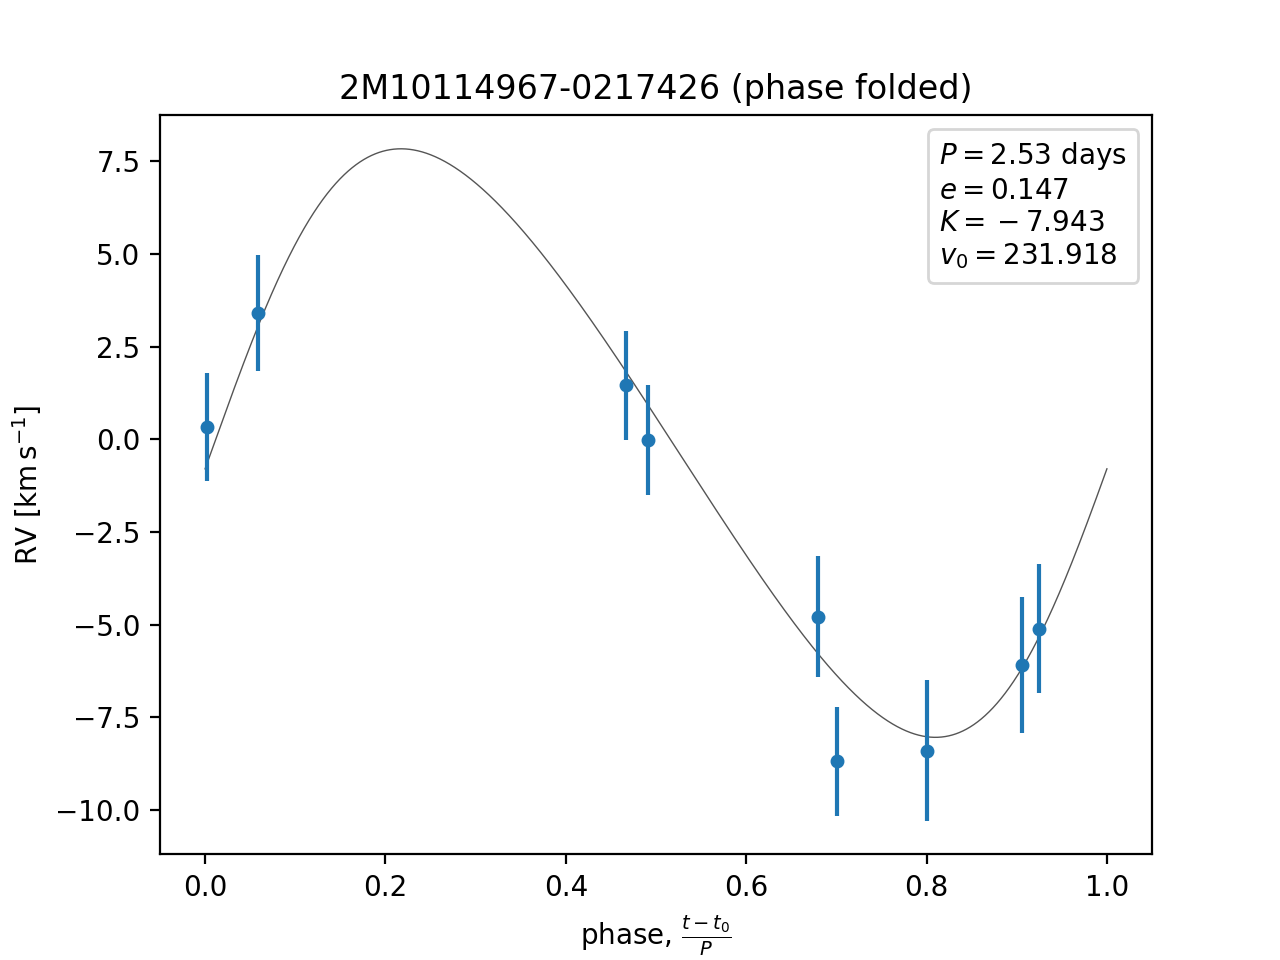 2M10114967-0217426 (phase folded)
P = 2.53 days
e = 0.147
K = −7.943
v₀ = 231.918
7.5
5.0
2.5
0.0
−2.5
−5.0
−7.5
−10.0
RV [km s⁻¹]
0.0 0.2 0.4 0.6 0.8 1.0
phase, (t − t₀)/P